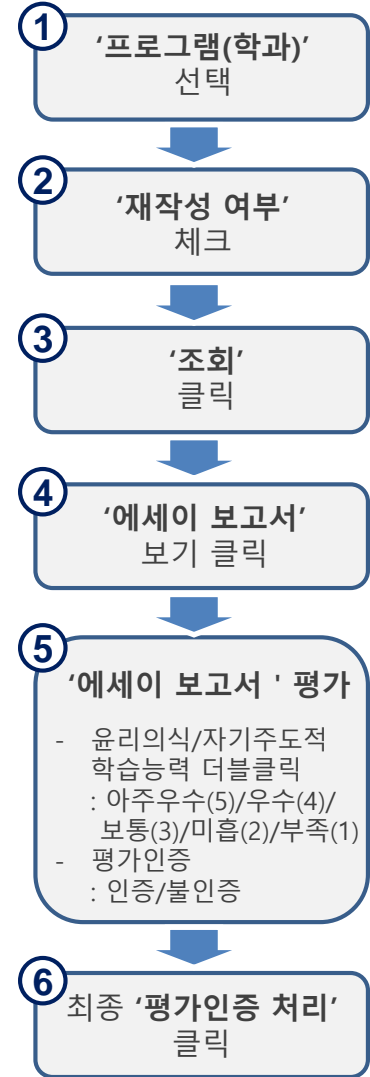 1
‘프로그램(학과)’
선택
2
‘재작성 여부’
체크
3
‘조회’
클릭
4
‘에세이 보고서’
보기 클릭
5
‘에세이 보고서 ' 평가
- 윤리의식/자기주도적
학습능력 더블클릭
: 아주우수(5)/우수(4)/
보통(3)/미흡(2)/부족(1)
- 평가인증
: 인증/불인증
6
최종 ‘평가인증 처리’
클릭